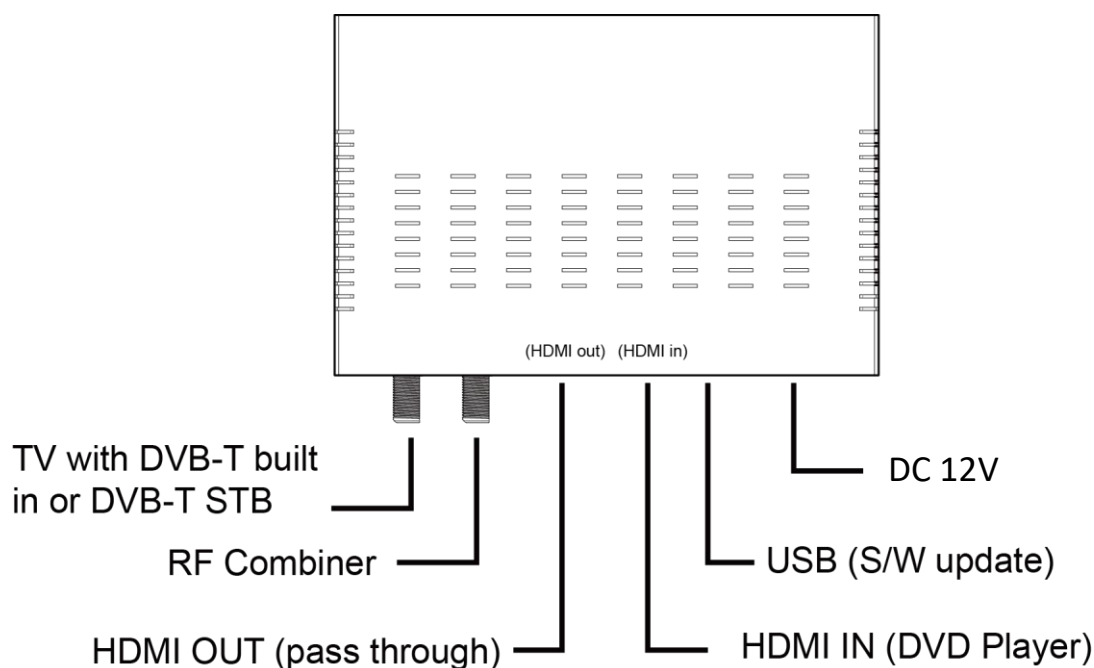 (HDMI out) (HDMI in)
TV with DVB-T built
in or DVB-T STB
DC 12V
RF Combiner
USB (S/W update)
HDMI OUT (pass through)
HDMI IN (DVD Player)